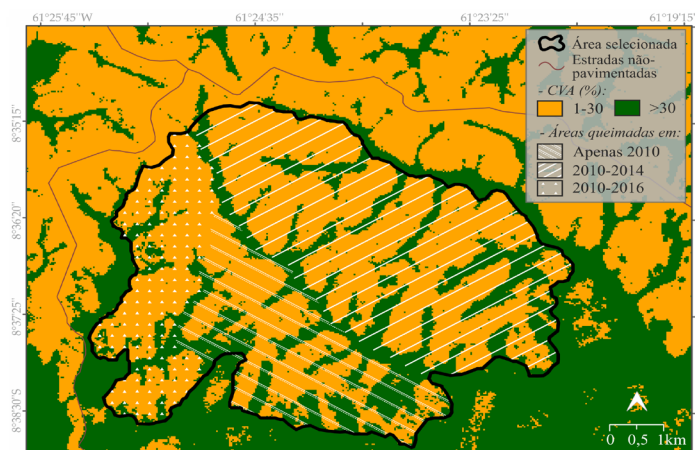 61°25'45"W
61°24'35"
61°23'25"
61°19'15"
8°35'15"
8°36'20"
8°37'25"
8°38'30"S
Área selecionada
Estradas não-
pavimentadas
- CVA (%):
1-30
>30
- Áreas queimadas em:
Apenas 2010
2010-2014
2010-2016
0 0,5 1km